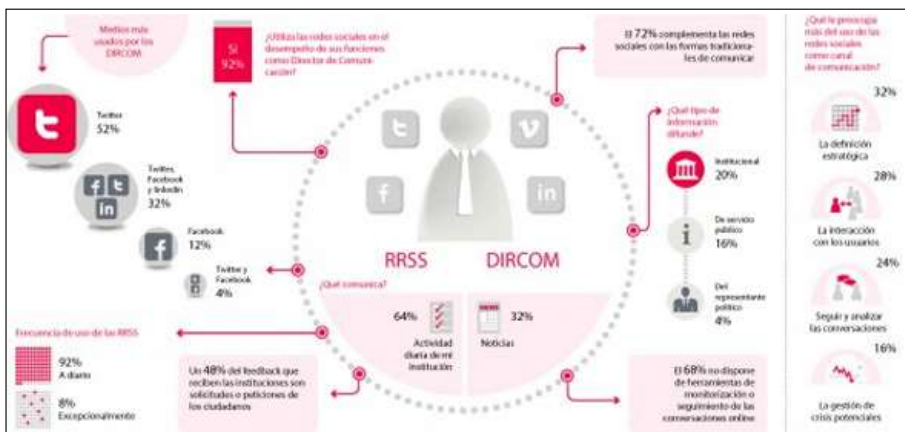 Medios más
usados por los
DIRCOM
Twitter
52%
Twitter,
Facebook
y linkedin
32%
Facebook
12%
Twitter y
Facebook
4%
Frecuencia de uso de las RRSS
92%
A diario
8%
Excepcionalmente
SI
92%
¿Utiliza las redes sociales en el
desempeño de sus funciones
como Director de Comuni-
cación?
El 72% complementa las redes
sociales con las formas tradiciona-
les de comunicar
RRSS
DIRCOM
¿Qué comunica?
64%
Actividad
diaria de mi
institución
NEWS
32%
Noticias
Un 48% del feedback que
reciben las instituciones son
solicitudes o peticiones de
los ciudadanos
¿Qué tipo de
información
difunde?
Institucional
20%
De servicio
público
16%
Del
representante
político
4%
El 68% no dispone
de herramientas de
monitorización o
seguimiento de las
conversaciones online
¿Qué le preocupa
más del uso de las
redes sociales
como canal
de comunicación?
32%
La definición
estratégica
28%
La interacción
con los usuarios
24%
Seguir y analizar
las conversaciones
16%
La gestión de
crisis potenciales